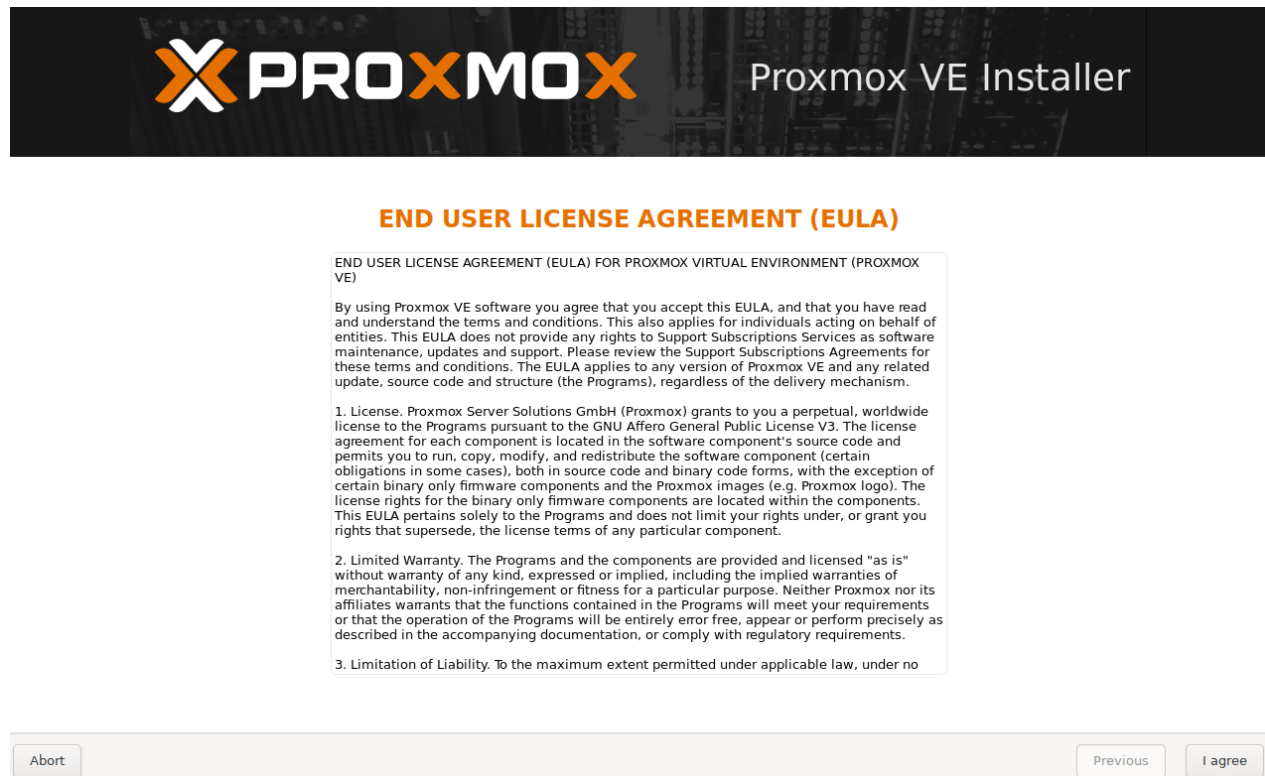 PROXMOX
Proxmox VE Installer
END USER LICENSE AGREEMENT (EULA)
END USER LICENSE AGREEMENT (EULA) FOR PROXMOX VIRTUAL ENVIRONMENT (PROXMOX
VE)
By using Proxmox VE software you agree that you accept this EULA, and that you have read
and understand the terms and conditions. This also applies for individuals acting on behalf of
entities. This EULA does not provide any rights to Support Subscriptions Services as software
maintenance, updates and support. Please review the Support Subscriptions Agreements for
these terms and conditions. The EULA applies to any version of Proxmox VE and any related
update, source code and structure (the Programs), regardless of the delivery mechanism.
1. License. Proxmox Server Solutions GmbH (Proxmox) grants to you a perpetual, worldwide
license to the Programs pursuant to the GNU Affero General Public License V3. The license
agreement for each component is located in the software component's source code and
permits you to run, copy, modify, and redistribute the software component (certain
obligations in some cases), both in source code and binary code forms, with the exception of
certain binary only firmware components and the Proxmox images (e.g. Proxmox logo). The
license rights for the binary only firmware components are located within the components.
This EULA pertains solely to the Programs and does not limit your rights under, or grant you
rights that supersede, the license terms of any particular component.
2. Limited Warranty. The Programs and the components are provided and licensed "as is"
without warranty of any kind, expressed or implied, including the implied warranties of
merchantability, non-infringement or fitness for a particular purpose. Neither Proxmox nor its
affiliates warrants that the functions contained in the Programs will meet your requirements
or that the operation of the Programs will be entirely error free, appear or perform precisely as
described in the accompanying documentation, or comply with regulatory requirements.
3. Limitation of Liability. To the maximum extent permitted under applicable law, under no
Abort
Previous
I agree